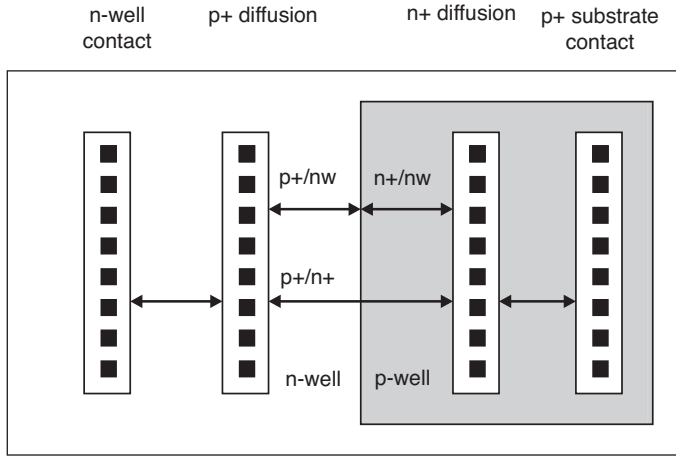 n-well
contact
p+ diffusion
n+ diffusion
p+ substrate
contact
p+/nw
n+/nw
p+/n+
n-well
p-well